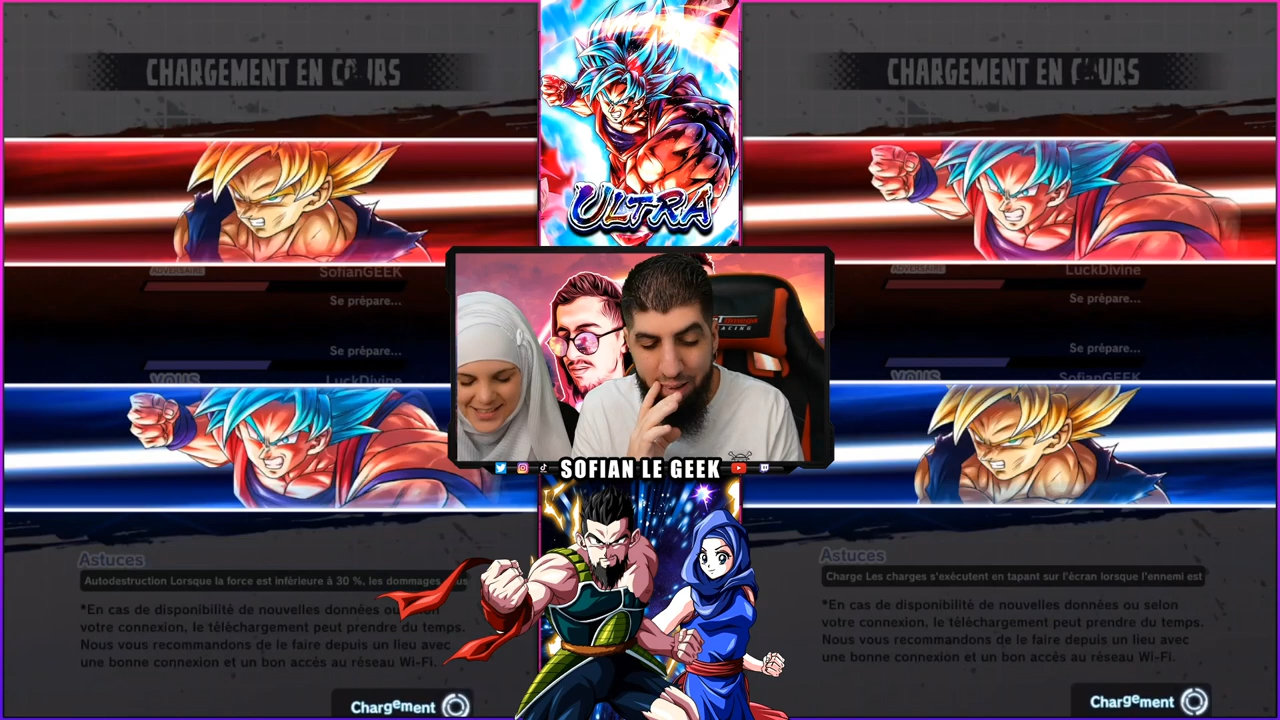 CHARGEMENT EN COURS
ADVERSAIRE
SofianGEEK
Se prépare...
Se prépare...
VOUS
LuckDivine
Astuces
Autodestruction Lorsque la force est inférieure à 30 %, les dommages
*En cas de disponibilité de nouvelles données ou selon
votre connexion, le téléchargement peut prendre du temps.
Nous vous recommandons de le faire depuis un lieu avec
une bonne connexion et un bon accès au réseau Wi-Fi.
Chargement
ULTRA
RACING
SOFIAN LE GEEK
CHARGEMENT EN COURS
ADVERSAIRE
LuckDivine
Se prépare...
Se prépare...
VOUS
SofianGEEK
Astuces
Charge Les charges s'exécutent en tapant sur l'écran lorsque l'ennemi est
*En cas de disponibilité de nouvelles données ou selon
votre connexion, le téléchargement peut prendre du temps.
Nous vous recommandons de le faire depuis un lieu avec
une bonne connexion et un bon accès au réseau Wi-Fi.
Chargement